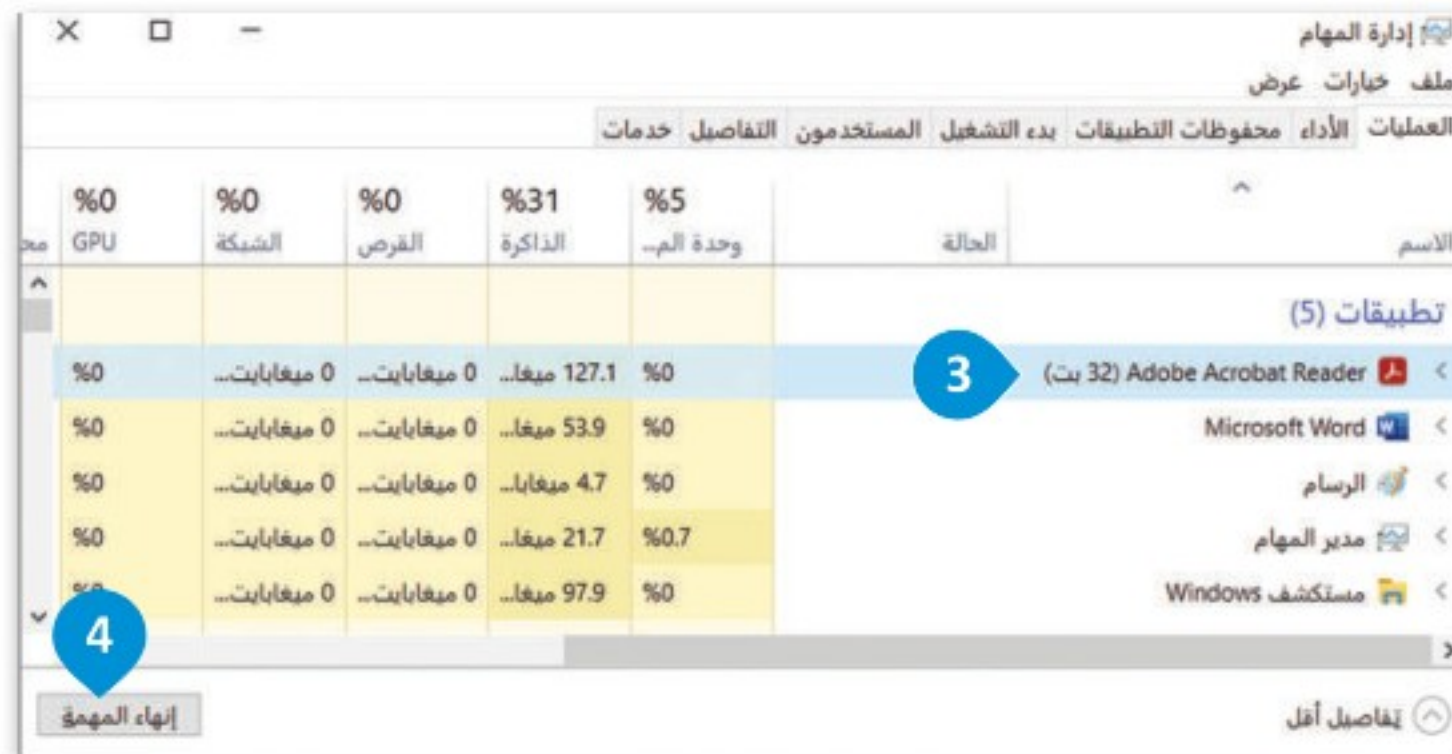 إدارة المهام
ملف خيارات عرض
العمليات الأداء محفوظات التطبيقات بدء التشغيل المستخدمون التفاصيل خدمات
%5 %31 %0 %0 %0
الاسم الحالة وحدة الم... الذاكرة القرص الشبكة GPU مح
تطبيقات (5)
Adobe Acrobat Reader (32 بت) 3 %0 127.1 ميغا... 0 ميغابايت... 0 ميغابايت... %0
Microsoft Word %0 53.9 ميغا... 0 ميغابايت... 0 ميغابايت... %0
الرسام %0 4.7 ميغابا... 0 ميغابايت... 0 ميغابايت... %0
مدير المهام %0.7 21.7 ميغا... 0 ميغابايت... 0 ميغابايت... %0
مستكشف Windows %0 97.9 ميغا... 0 ميغابايت... 0 ميغابايت...
4
تفاصيل أقل إنهاء المهمة